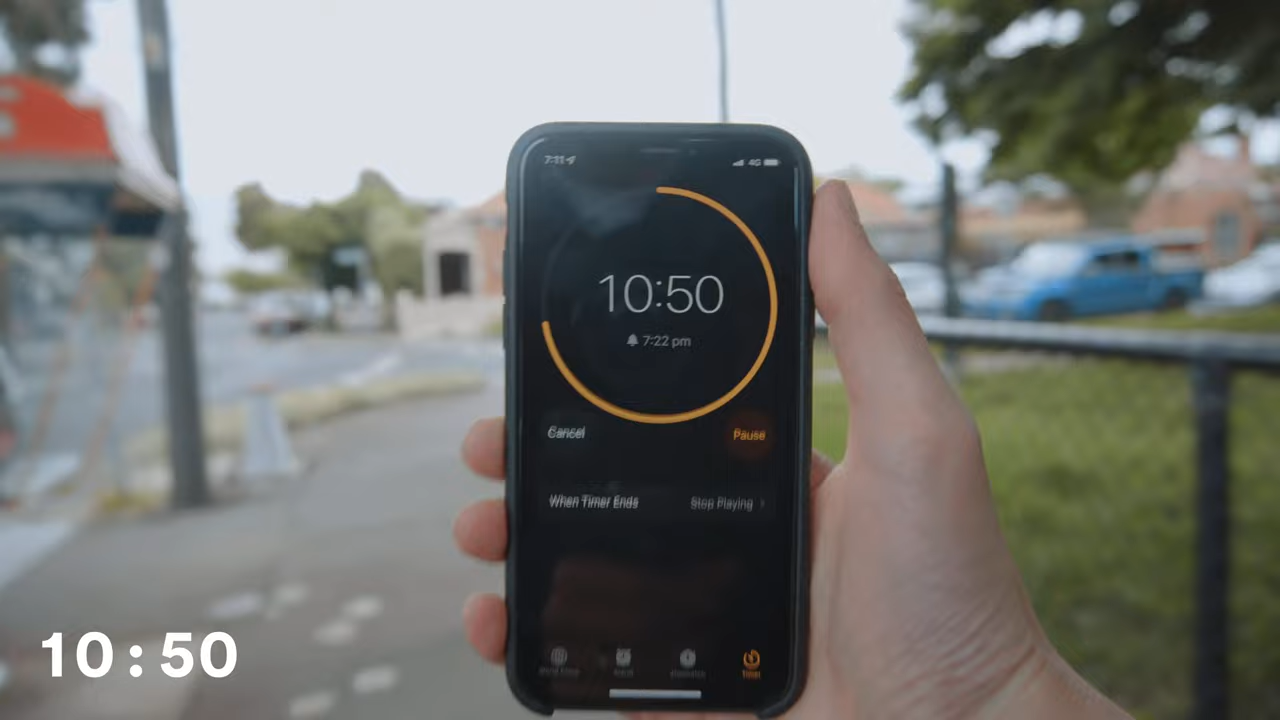 7:11
4G
10:50
7:22 pm
Cancel
Pause
When Timer Ends
Stop Playing
Timer
10:50